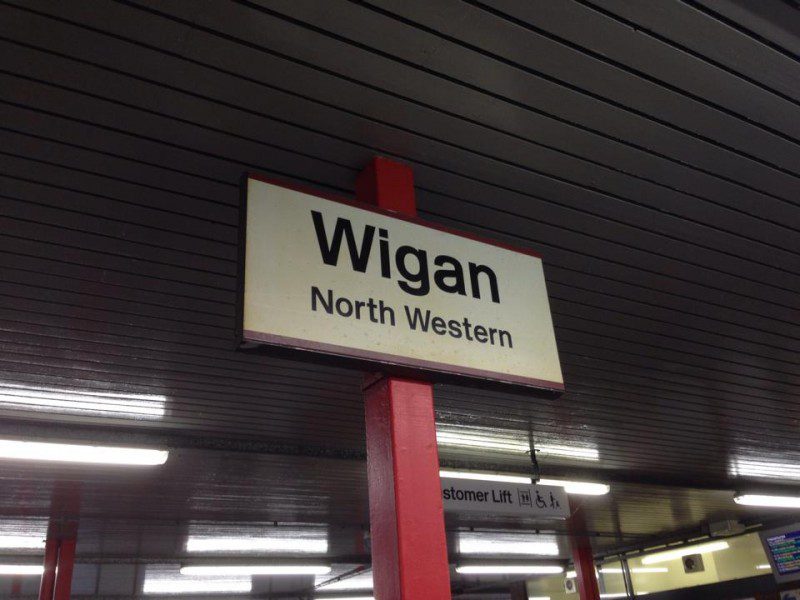 Wigan
North Western
stomer Lift